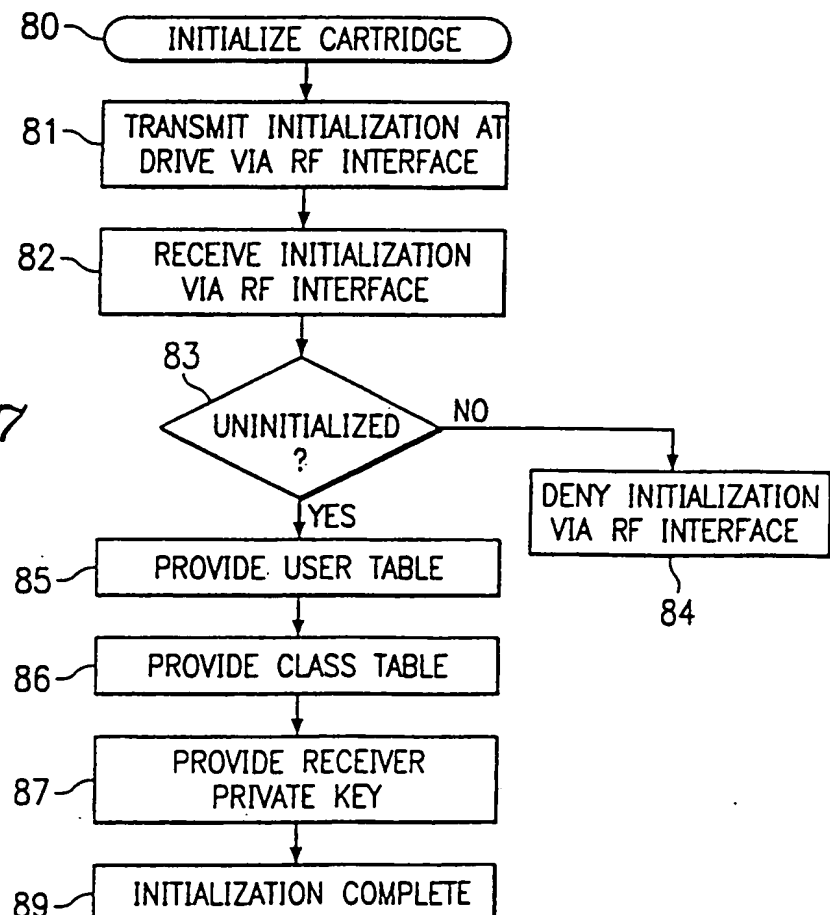 80
INITIALIZE CARTRIDGE
81
TRANSMIT INITIALIZATION AT
DRIVE VIA RF INTERFACE
82
RECEIVE INITIALIZATION
VIA RF INTERFACE
83
7
UNINITIALIZED
?
NO
YES
DENY INITIALIZATION
VIA RF INTERFACE
84
85
PROVIDE USER TABLE
86
PROVIDE CLASS TABLE
87
PROVIDE RECEIVER
PRIVATE KEY
89
INITIALIZATION COMPLETE